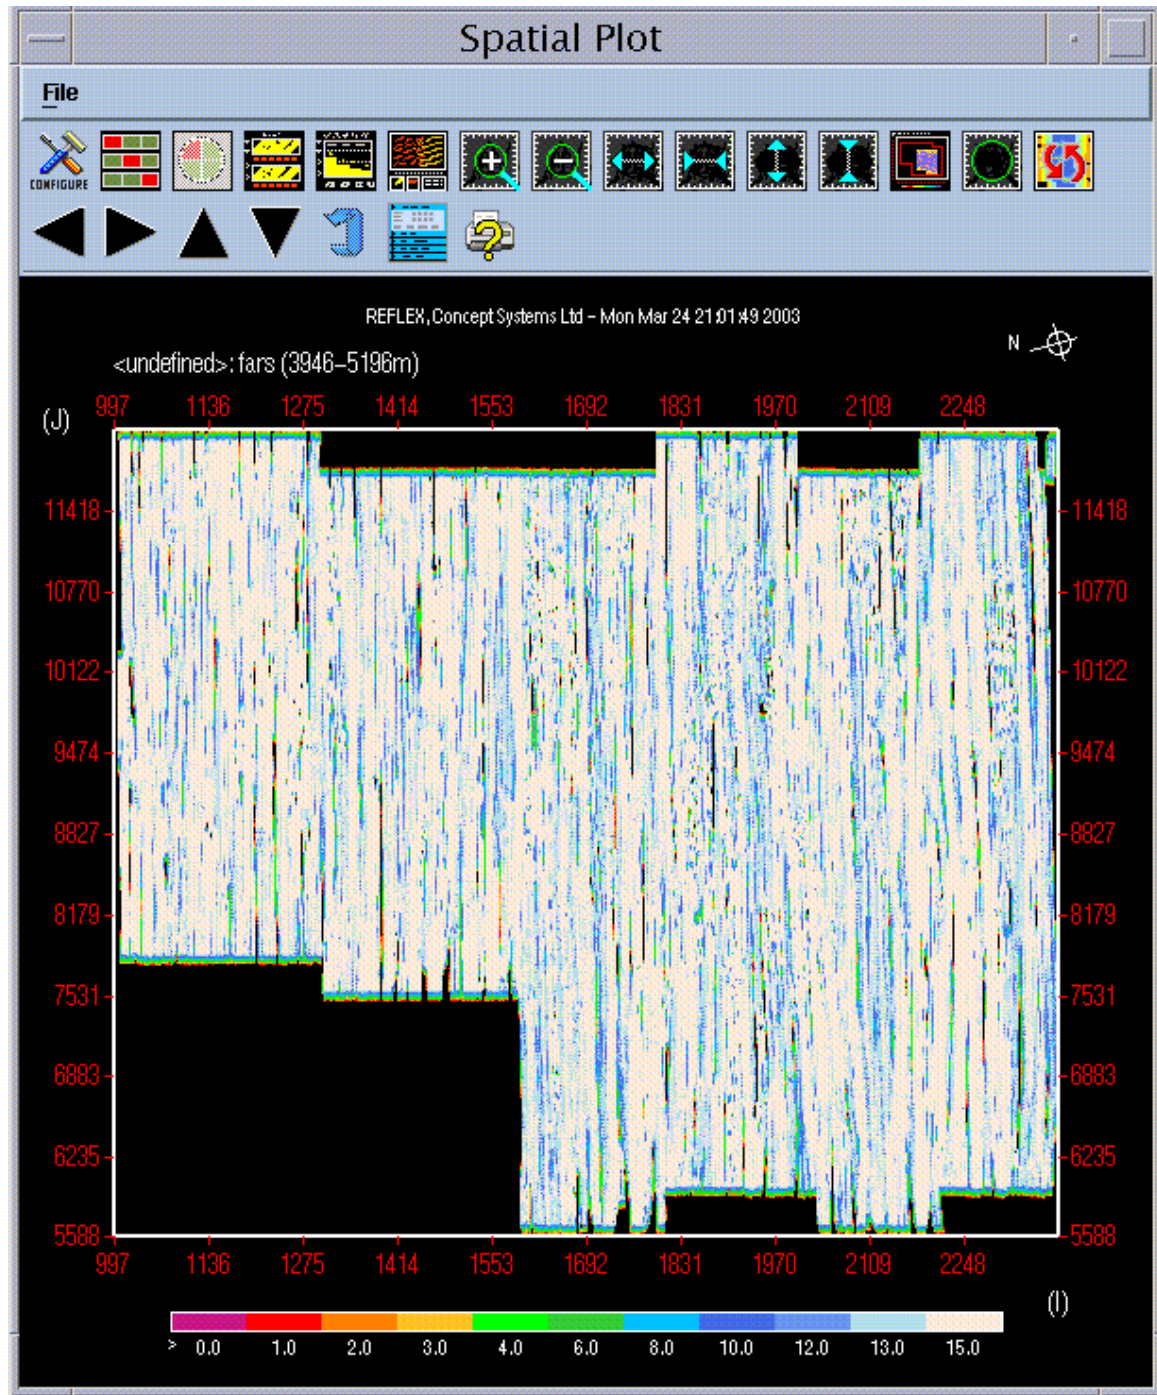 Spatial Plot
File
CONFIGURE
REFLEX, Concept Systems Ltd – Mon Mar 24 21:01:49 2003
N
<undefined>: fars (3946–5196m)
(J)
997 1136 1275 1414 1553 1692 1831 1970 2109 2248
11418 11418
10770 10770
10122 10122
9474 9474
8827 8827
8179 8179
7531 7531
6883 6883
6235 6235
5588 5588
997 1136 1275 1414 1553 1692 1831 1970 2109 2248
(I)
> 0.0 1.0 2.0 3.0 4.0 6.0 8.0 10.0 12.0 13.0 15.0